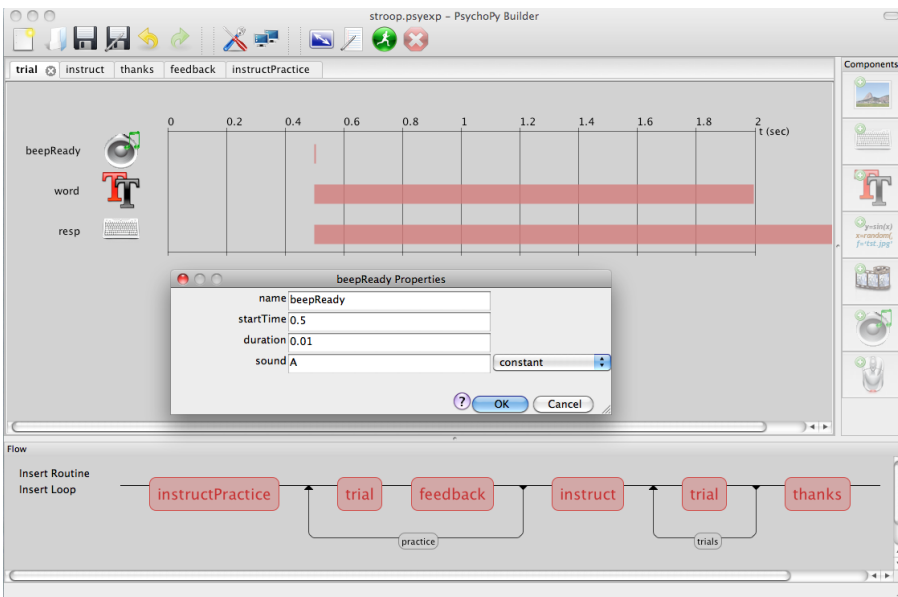 stroop.psyexp - PsychoPy Builder
trial instruct thanks feedback instructPractice
Components
0 0.2 0.4 0.6 0.8 1 1.2 1.4 1.6 1.8 2
t (sec)
beepReady
word
resp
y=sin(x)
x=random(
f="tst.jpg"
beepReady Properties
name beepReady
startTime 0.5
duration 0.01
sound A constant
? OK Cancel
Flow
Insert Routine
Insert Loop
instructPractice trial feedback instruct trial thanks
practice trials